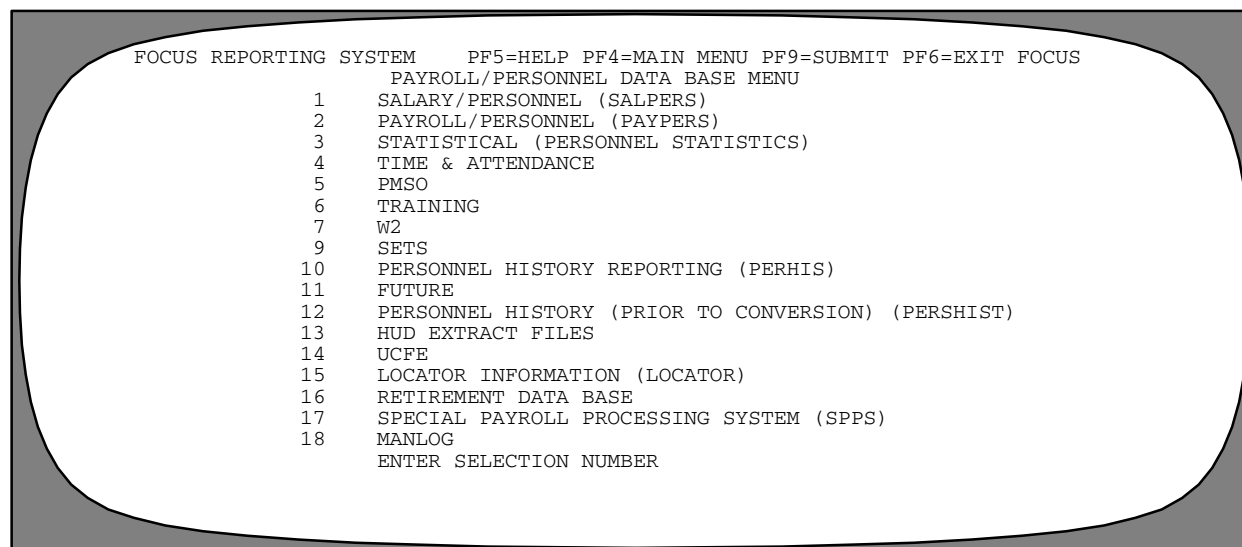 FOCUS REPORTING SYSTEM PF5=HELP PF4=MAIN MENU PF9=SUBMIT PF6=EXIT FOCUS
PAYROLL/PERSONNEL DATA BASE MENU
1 SALARY/PERSONNEL (SALPERS)
2 PAYROLL/PERSONNEL (PAYPERS)
3 STATISTICAL (PERSONNEL STATISTICS)
4 TIME & ATTENDANCE
5 PMSO
6 TRAINING
7 W2
9 SETS
10 PERSONNEL HISTORY REPORTING (PERHIS)
11 FUTURE
12 PERSONNEL HISTORY (PRIOR TO CONVERSION) (PERSHIST)
13 HUD EXTRACT FILES
14 UCFE
15 LOCATOR INFORMATION (LOCATOR)
16 RETIREMENT DATA BASE
17 SPECIAL PAYROLL PROCESSING SYSTEM (SPPS)
18 MANLOG
ENTER SELECTION NUMBER